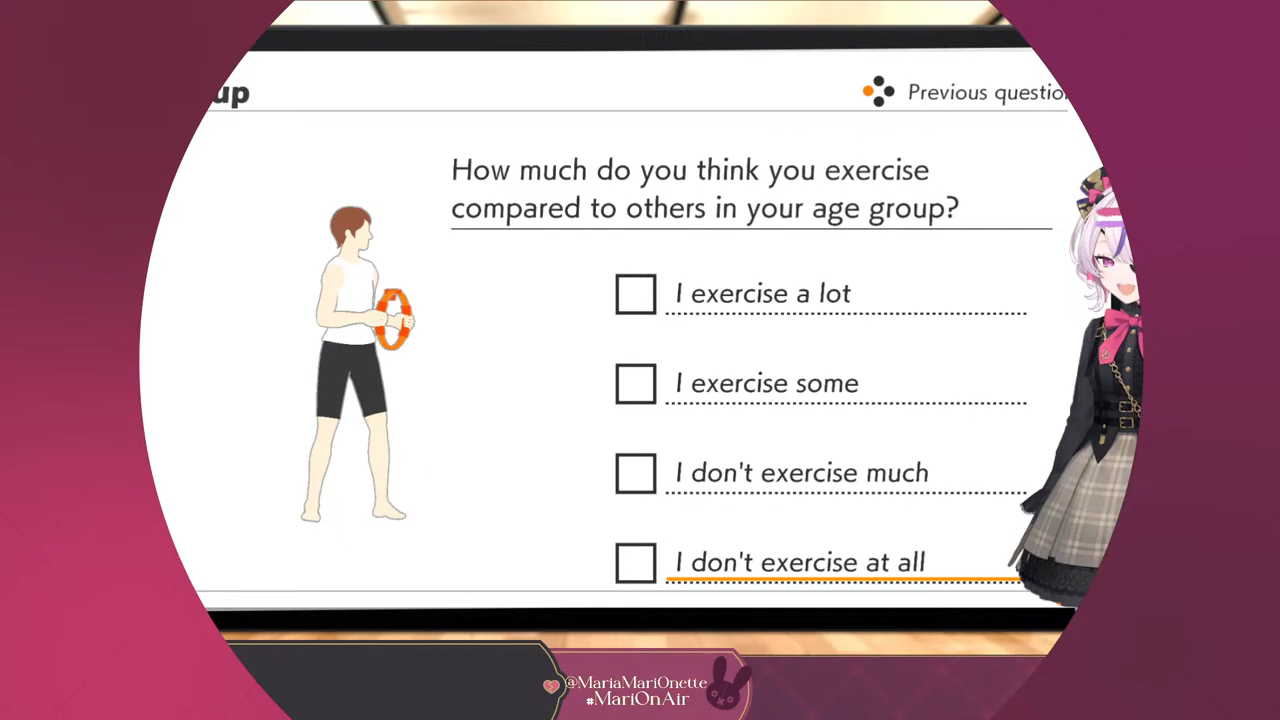 up
Previous question
How much do you think you exercise
compared to others in your age group?
I exercise a lot
I exercise some
I don't exercise much
I don't exercise at all
@MariaMariOnette
#MariOnAir